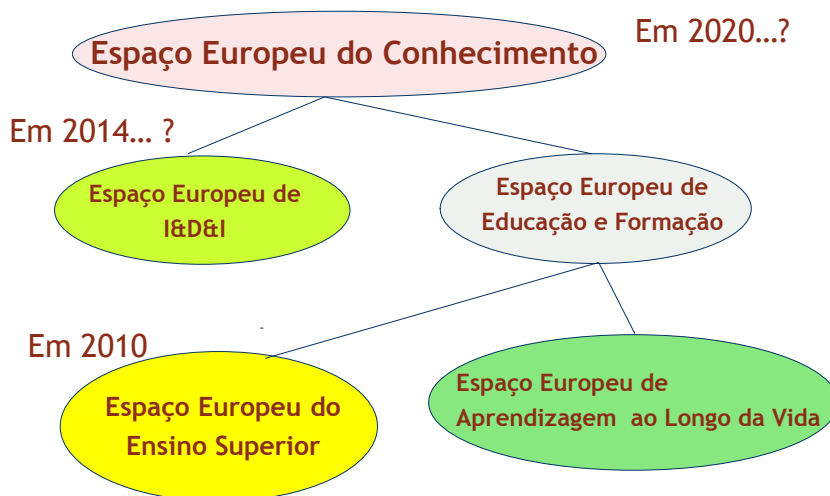 Em 2020...?
Espaço Europeu do Conhecimento
Em 2014... ?
Espaço Europeu de
I&D&I
Espaço Europeu de
Educação e Formação
Em 2010
Espaço Europeu do
Ensino Superior
Espaço Europeu de
Aprendizagem ao Longo da Vida